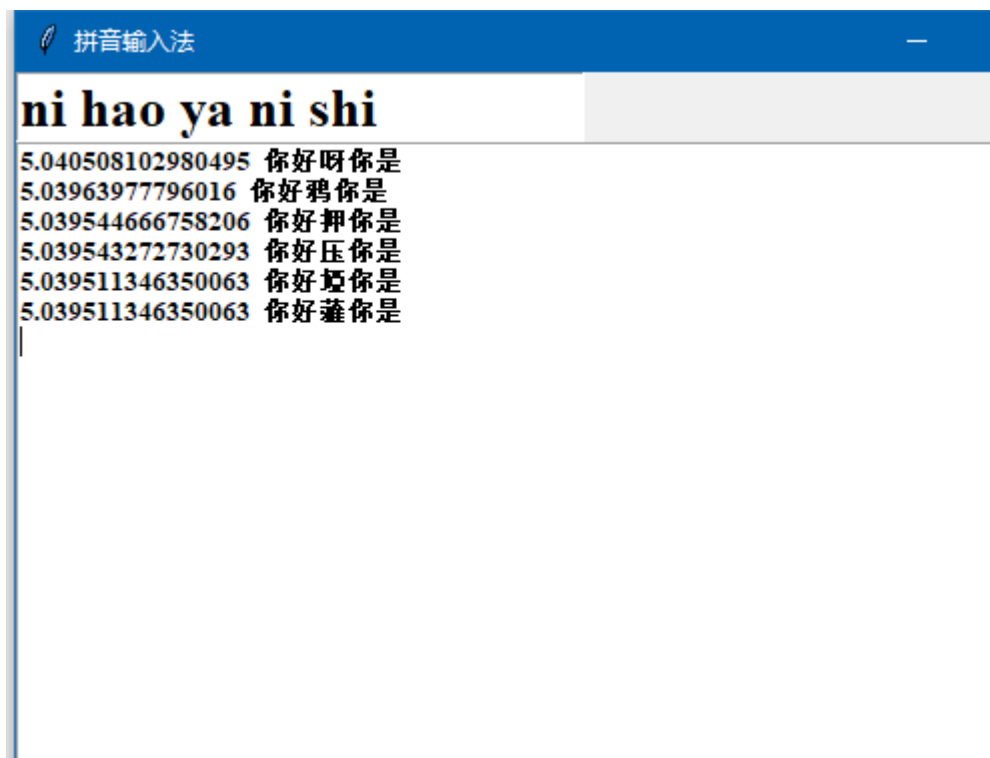 拼音输入法
ni hao ya ni shi
5.040508102980495 你好呀你是
5.03963977796016 你好鸦你是
5.039544666758206 你好押你是
5.039543272730293 你好压你是
5.039511346350063 你好垭你是
5.039511346350063 你好蕥你是